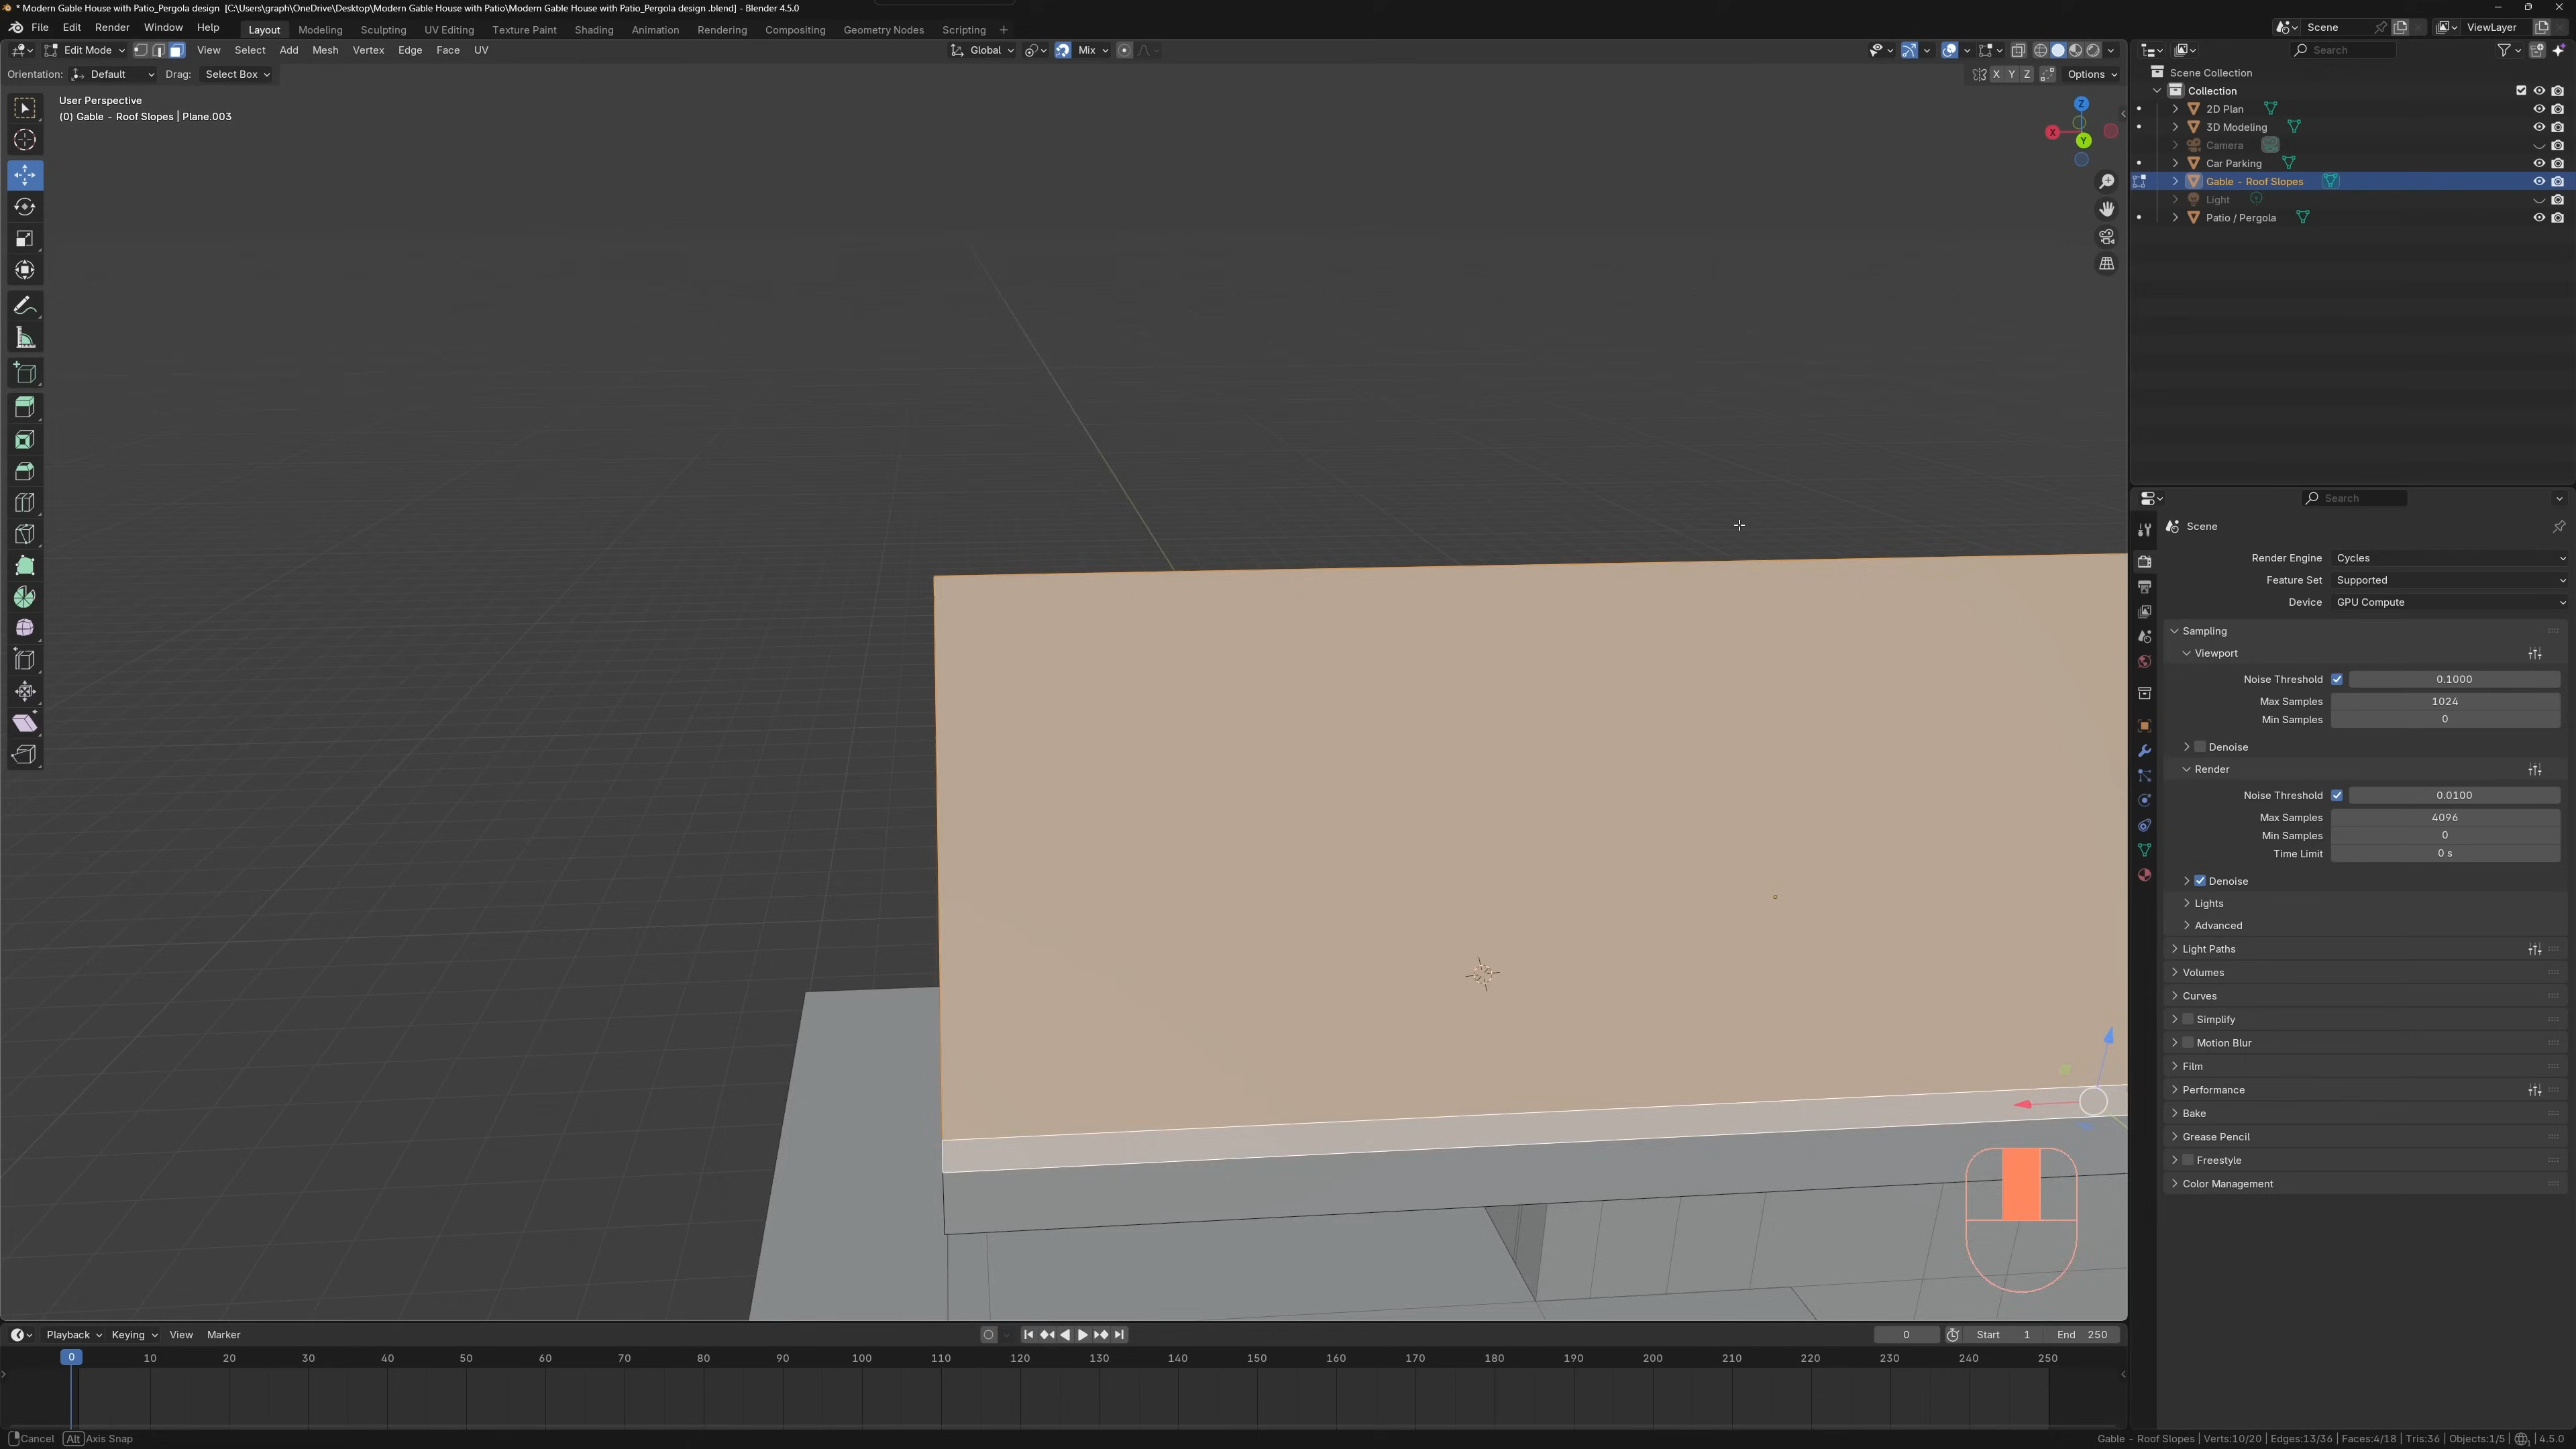 * Modern Gable House with Patio_Pergola design [C:\Users\graph\OneDrive\Desktop\Modern Gable House with Patio\Modern Gable House with Patio_Pergola design .blend] - Blender 4.5.0
File Edit Render Window Help Layout Modeling Sculpting UV Editing Texture Paint Shading Animation Rendering Compositing Geometry Nodes Scripting + Scene ViewLayer
Edit Mode View Select Add Mesh Vertex Edge Face UV Global Mix Search
Orientation: Default Drag: Select Box X Y Z Options
User Perspective
(0) Gable - Roof Slopes | Plane.003
Z
X
Y
Scene Collection
Collection
2D Plan
3D Modeling
Camera
Car Parking
Gable - Roof Slopes
Light
Patio / Pergola
Search
Scene
Render Engine Cycles
Feature Set Supported
Device GPU Compute
Sampling
Viewport
Noise Threshold 0.1000
Max Samples 1024
Min Samples 0
Denoise
Render
Noise Threshold 0.0100
Max Samples 4096
Min Samples 0
Time Limit 0 s
Denoise
Lights
Advanced
Light Paths
Volumes
Curves
Simplify
Motion Blur
Film
Performance
Bake
Grease Pencil
Freestyle
Color Management
Playback Keying View Marker 0 Start 1 End 250
0 10 20 30 40 50 60 70 80 90 100 110 120 130 140 150 160 170 180 190 200 210 220 230 240 250
Cancel Alt Axis Snap
Gable - Roof Slopes | Verts:10/20 | Edges:13/36 | Faces:4/18 | Tris:36 | Objects:1/5 | 4.5.0